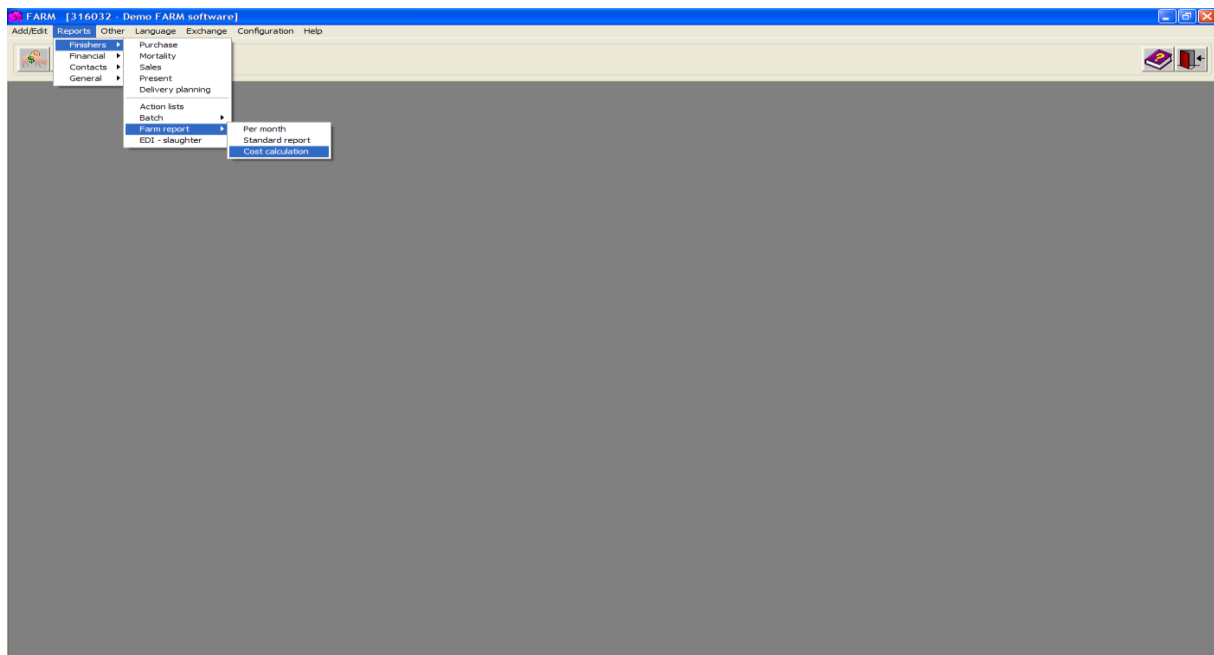 FARM [316032 - Demo FARM software]
Add/Edit Reports Other Language Exchange Configuration Help
Finishers
Financial
Contacts
General
Purchase
Mortality
Sales
Present
Delivery planning
Action lists
Batch
Farm report
EDI - slaughter
Per month
Standard report
Cost calculation